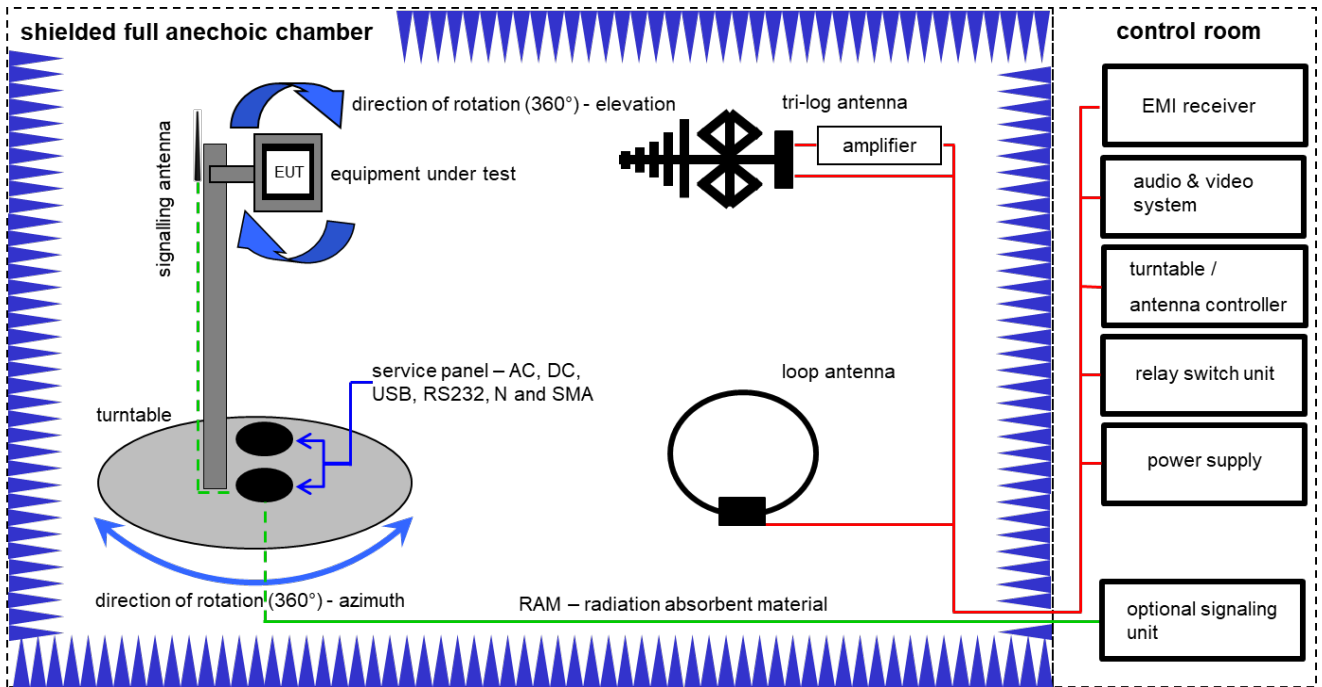 shielded full anechoic chamber
control room
direction of rotation (360°) - elevation
tri-log antenna
EMI receiver
amplifier
signalling antenna
EUT
equipment under test
audio & video
system
turntable /
antenna controller
service panel – AC, DC,
USB, RS232, N and SMA
loop antenna
relay switch unit
turntable
power supply
direction of rotation (360°) - azimuth
RAM – radiation absorbent material
optional signaling
unit